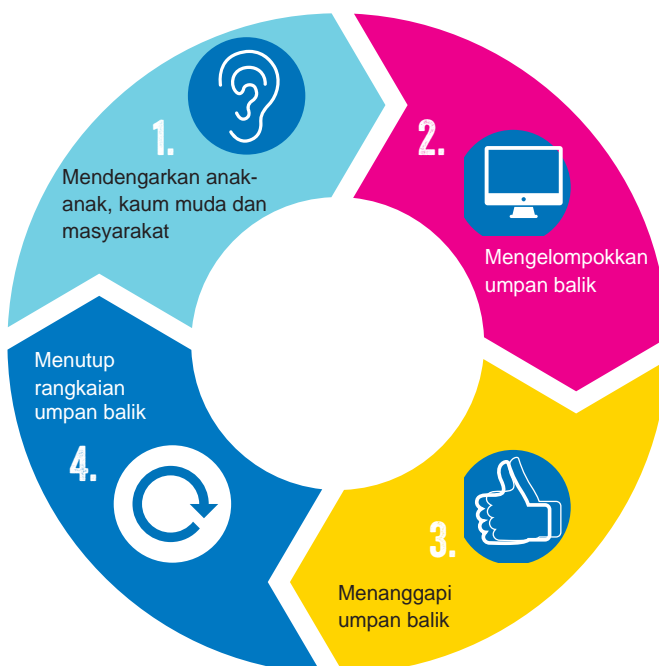 1.
Mendengarkan anak-
anak, kaum muda dan
masyarakat
2.
Mengelompokkan
umpan balik
3.
Menanggapi
umpan balik
Menutup
rangkaian
umpan balik
4.